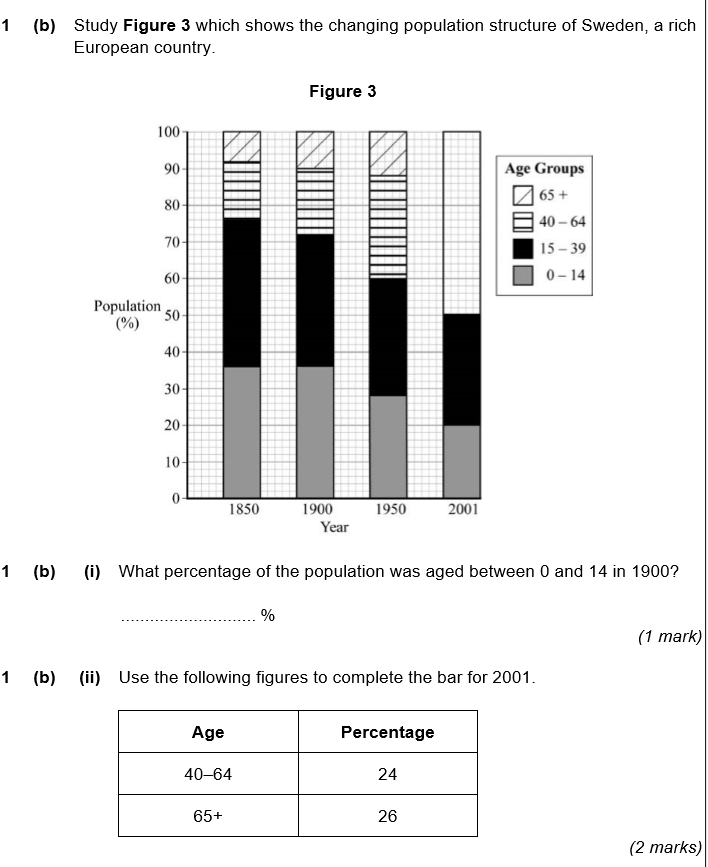 1 (b) Study Figure 3 which shows the changing population structure of Sweden, a rich
European country.
Figure 3
100
90
80
70
60
50
40
30
20
10
0
Population
(%)
1850 1900 1950 2001
Year
Age Groups
65 +
40 – 64
15 – 39
0 – 14
1 (b) (i) What percentage of the population was aged between 0 and 14 in 1900?
............................ %
(1 mark)
1 (b) (ii) Use the following figures to complete the bar for 2001.
Age Percentage
40–64 24
65+ 26
(2 marks)